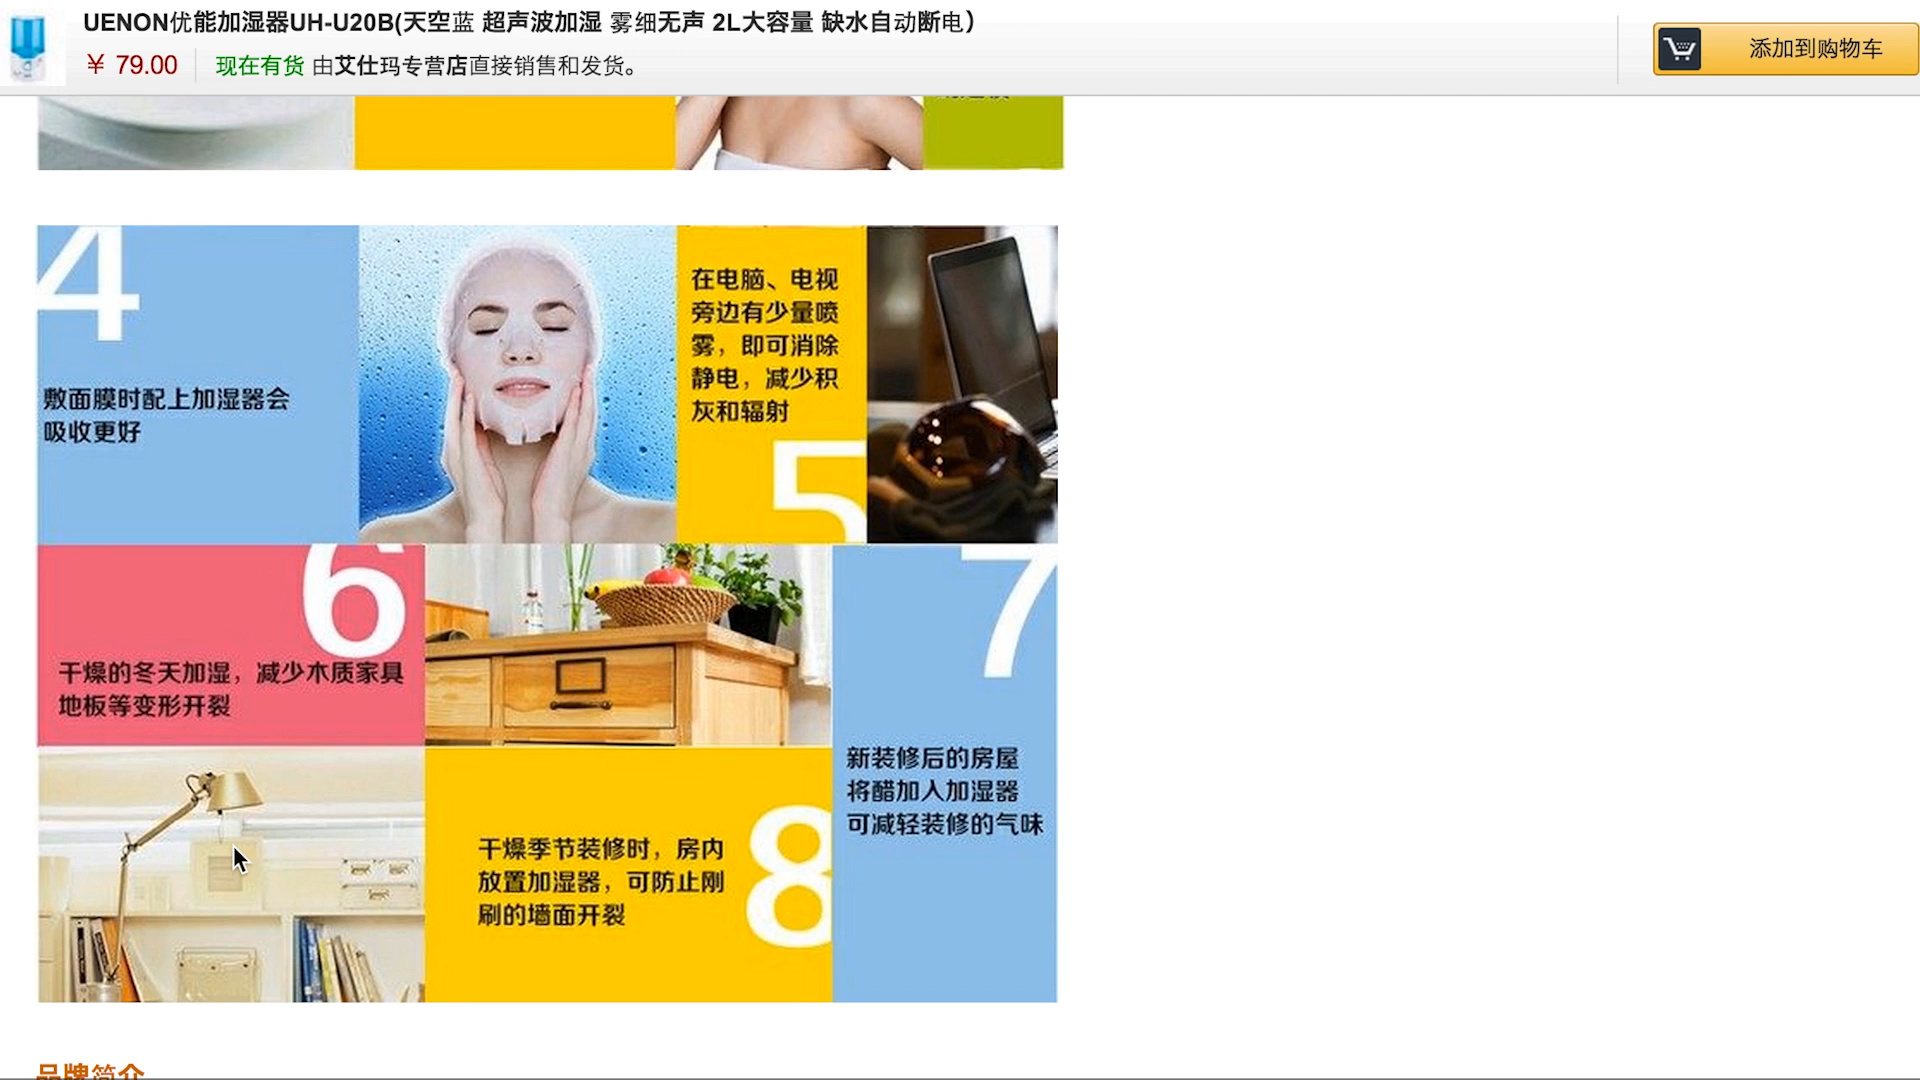 UENON优能加湿器UH-U20B(天空蓝 超声波加湿 雾细无声 2L大容量 缺水自动断电）
¥ 79.00
现在有货 由艾仕玛专营店直接销售和发货。
添加到购物车
4
敷面膜时配上加湿器会
吸收更好
在电脑、电视
旁边有少量喷
雾，即可消除
静电，减少积
灰和辐射
5
6
干燥的冬天加湿，减少木质家具
地板等变形开裂
7
新装修后的房屋
将醋加入加湿器
可减轻装修的气味
干燥季节装修时，房内
放置加湿器，可防止刚
刷的墙面开裂
8
品牌简介